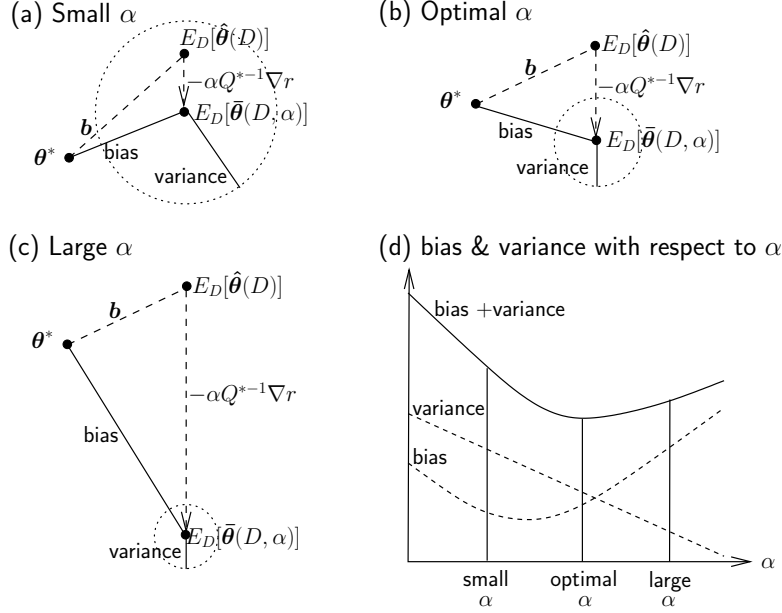 (a) Small α
E_D[θ̂(D)]
−αQ*⁻¹∇r
b
E_D[θ̄(D, α)]
θ*
bias
variance
(b) Optimal α
E_D[θ̂(D)]
b
−αQ*⁻¹∇r
θ*
bias
E_D[θ̄(D, α)]
variance
(c) Large α
E_D[θ̂(D)]
b
θ*
−αQ*⁻¹∇r
bias
E_D[θ̄(D, α)]
variance
(d) bias & variance with respect to α
bias +variance
variance
bias
α
small optimal large
α α α